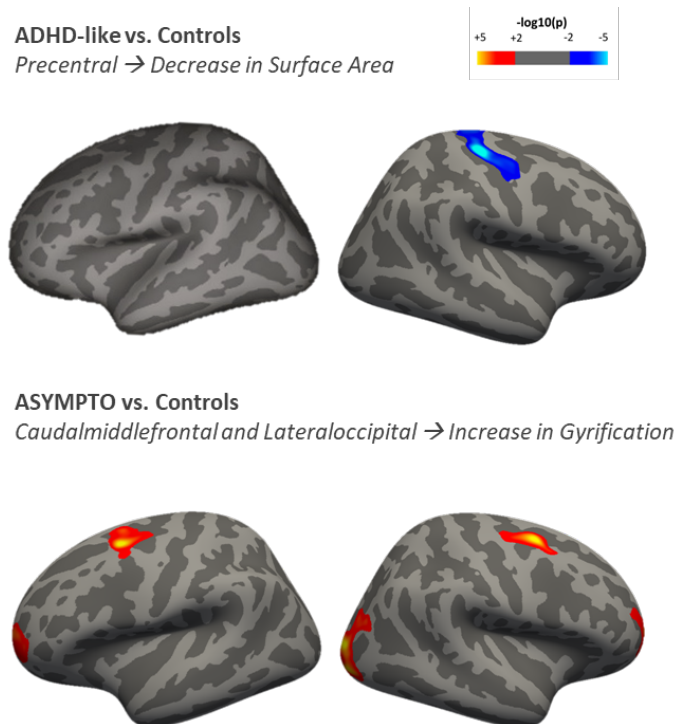 -log10(p)
+5 +2 -2 -5
ADHD-like vs. Controls
Precentral → Decrease in Surface Area
ASYMPTO vs. Controls
Caudalmiddlefrontal and Lateraloccipital → Increase in Gyrification